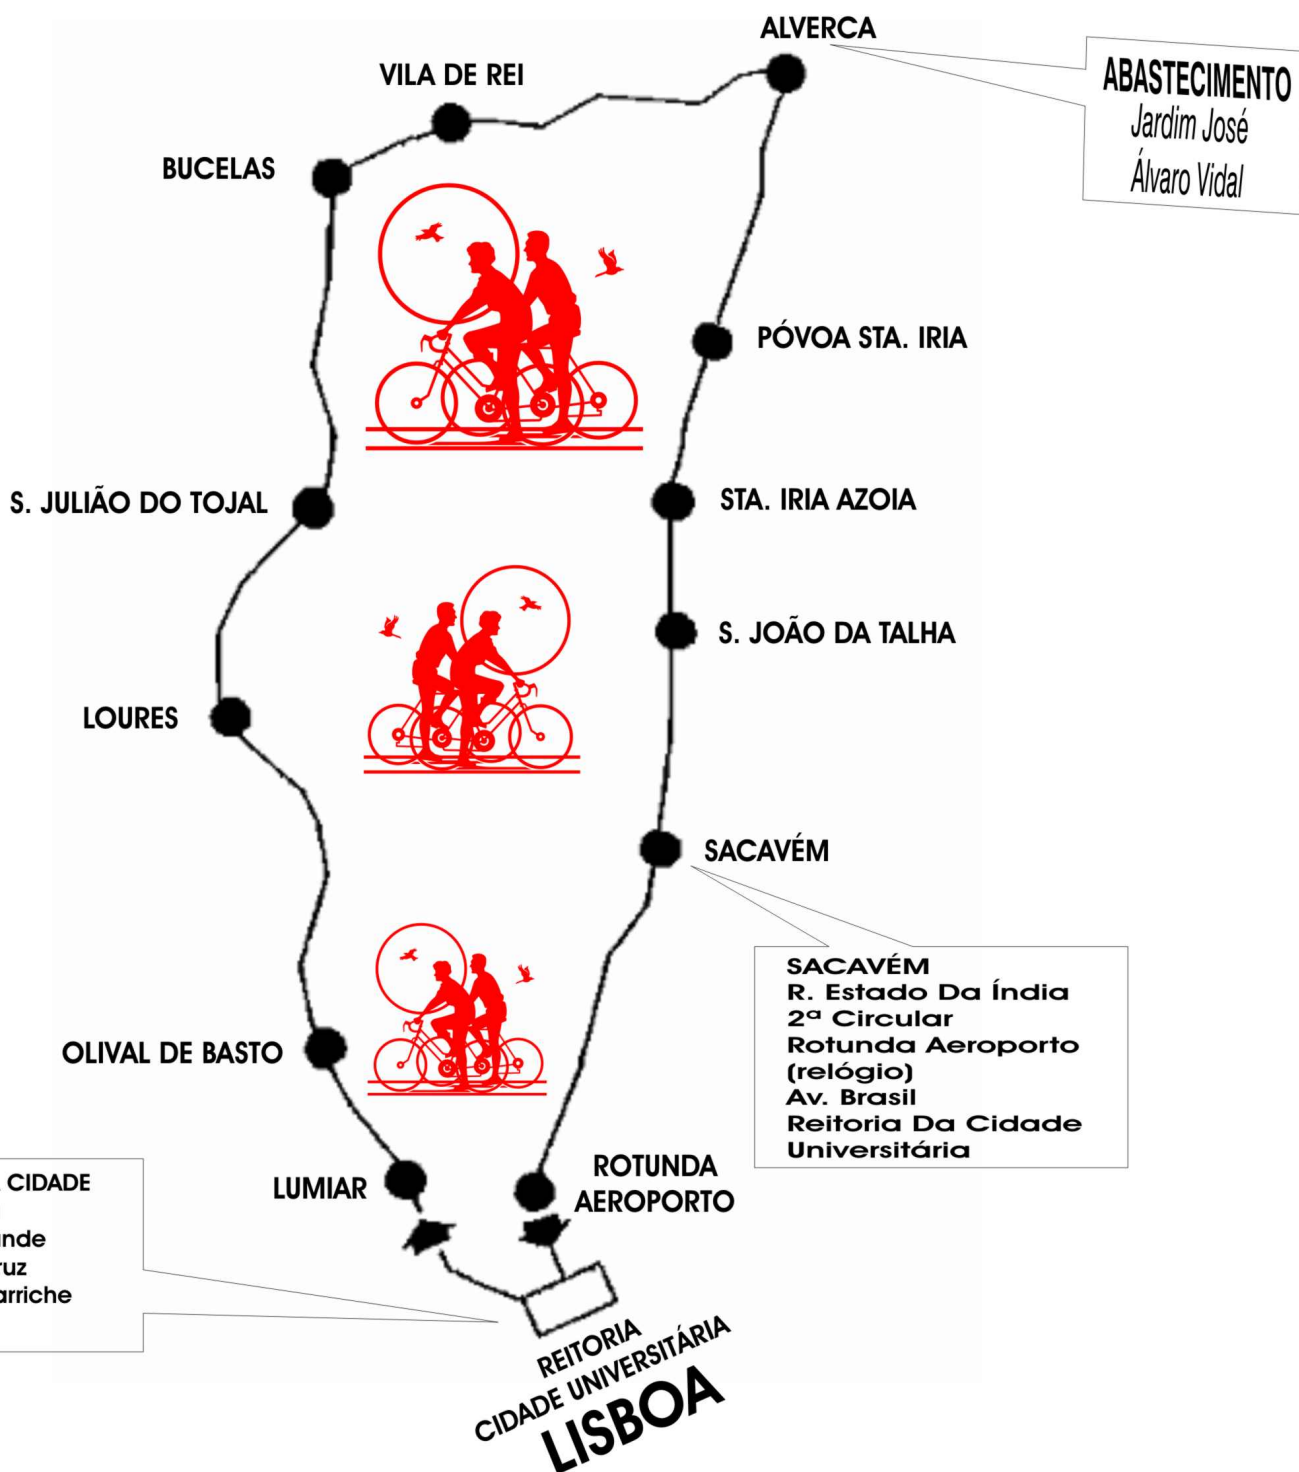 ALVERCA
VILA DE REI
ABASTECIMENTO
Jardim José
Álvaro Vidal
BUCELAS
PÓVOA STA. IRIA
S. JULIÃO DO TOJAL
STA. IRIA AZOIA
S. JOÃO DA TALHA
LOURES
SACAVÉM
SACAVÉM
R. Estado Da Índia
2ª Circular
Rotunda Aeroporto
(relógio)
Av. Brasil
Reitoria Da Cidade
Universitária
OLIVAL DE BASTO
LUMIAR
ROTUNDA
AEROPORTO
CIDADE
REITORIA
CIDADE UNIVERSITÁRIA
LISBOA